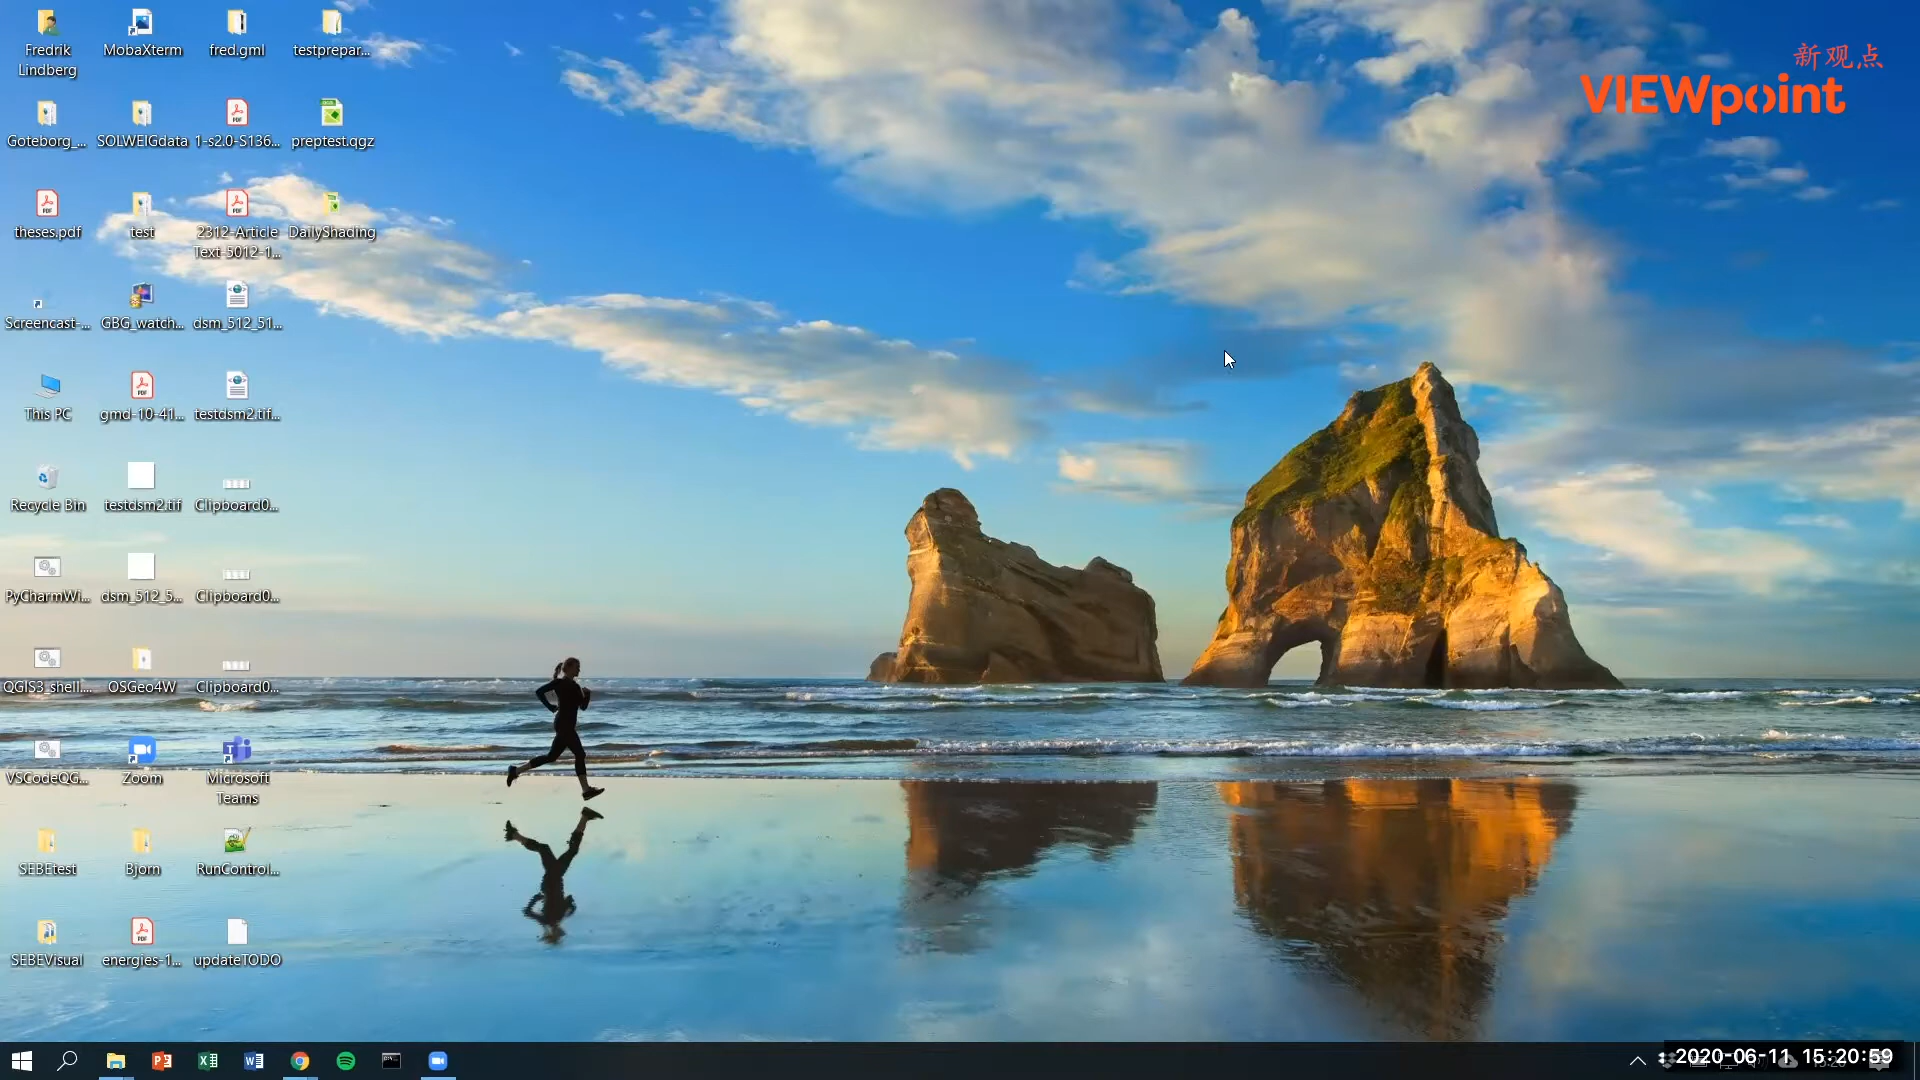 Fredrik
Lindberg
MobaXterm
fred.gml
testprepar...
新观点
VIEWpoint
Goteborg_...
SOLWEIGdata
1-s2.0-S136...
preptest.qgz
theses.pdf
test
2312-Article
Text-5012-1...
DailyShading
Screencast-...
GBG_watch...
dsm_512_51...
This PC
gmd-10-41...
testdsm2.tif...
Recycle Bin
testdsm2.tif
Clipboard0...
PyCharmWi...
dsm_512_5...
Clipboard0...
QGIS3_shell....
OSGeo4W
Clipboard0...
VSCodeQG...
Zoom
Microsoft
Teams
SEBEtest
Bjorn
RunControl...
SEBEVisual
energies-1...
updateTODO
2020-06-11 15:20:59